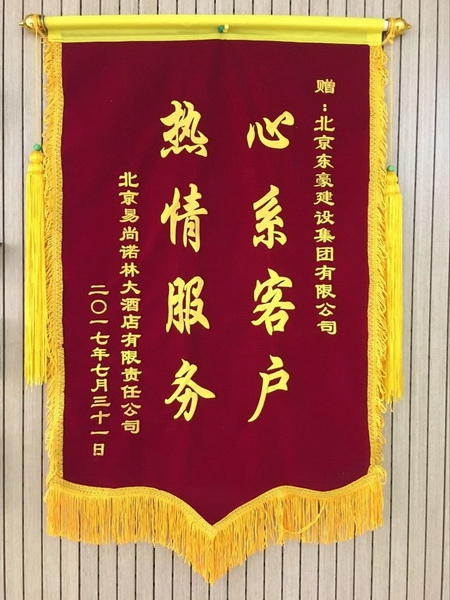 赠：北京东豪建设集团有限公司
心系客户
热情服务
北京易尚诺林大酒店有限责任公司
二〇一七年七月三十一日